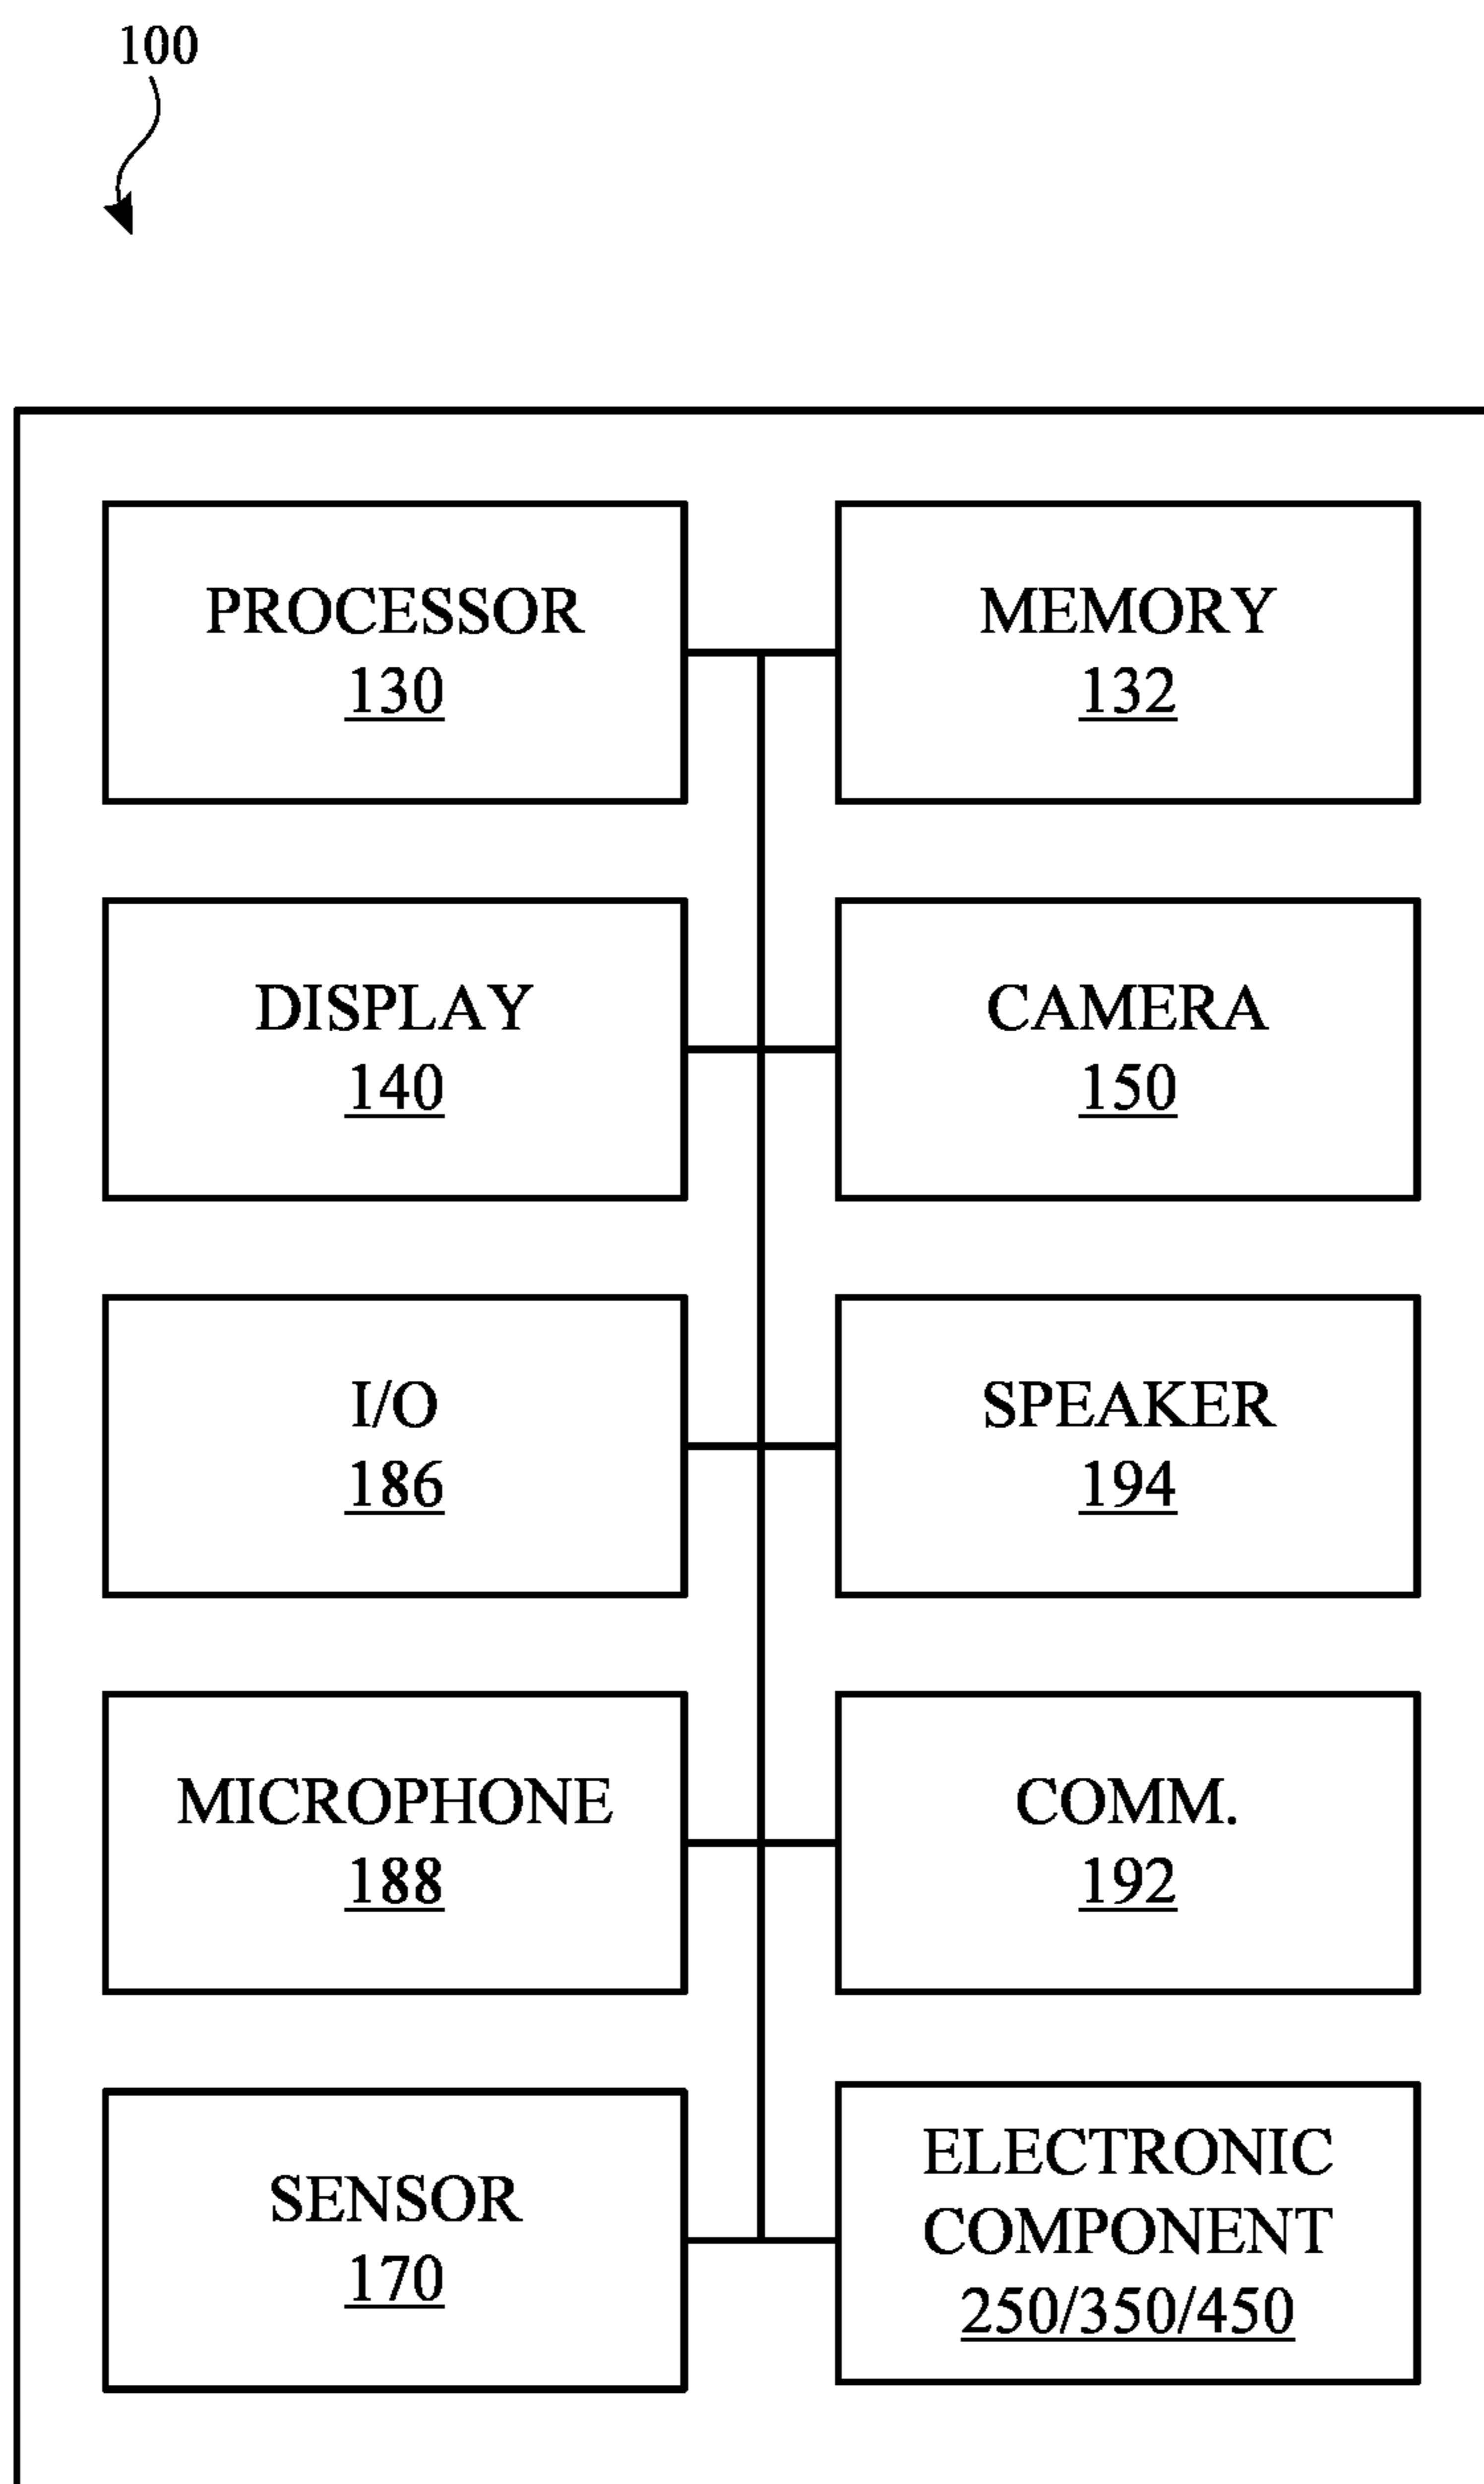 100
PROCESSOR
130
MEMORY
132
DISPLAY
140
CAMERA
150
I/O
186
SPEAKER
194
MICROPHONE
188
COMM.
192
SENSOR
170
ELECTRONIC
COMPONENT
250/350/450